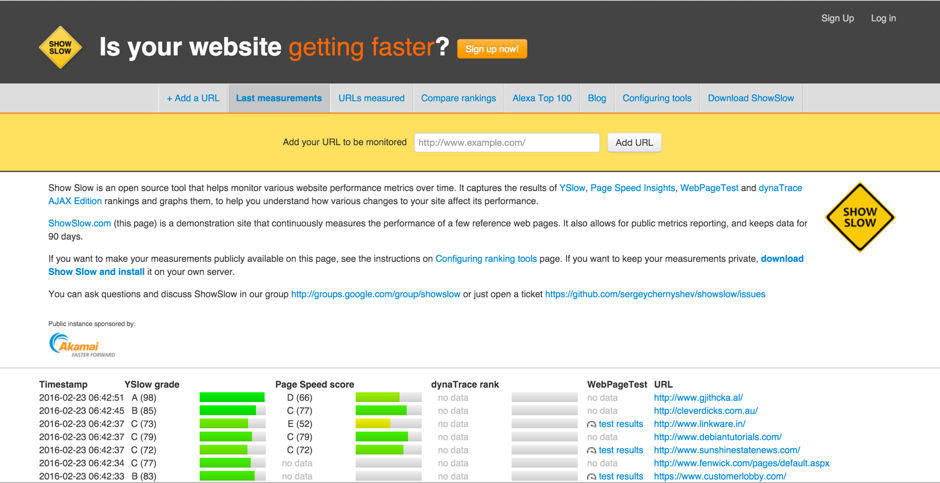 Sign Up Log in
SHOW SLOW
Is your website getting faster? Sign up now!
+ Add a URL Last measurements URLs measured Compare rankings Alexa Top 100 Blog Configuring tools Download ShowSlow
Add your URL to be monitored http://www.example.com/ Add URL
Show Slow is an open source tool that helps monitor various website performance metrics over time. It captures the results of YSlow, Page Speed Insights, WebPageTest and dynaTrace
AJAX Edition rankings and graphs them, to help you understand how various changes to your site affect its performance.
SHOW SLOW
ShowSlow.com (this page) is a demonstration site that continuously measures the performance of a few reference web pages. It also allows for public metrics reporting, and keeps data for
90 days.
If you want to make your measurements publicly available on this page, see the instructions on Configuring ranking tools page. If you want to keep your measurements private, download
Show Slow and install it on your own server.
You can ask questions and discuss ShowSlow in our group http://groups.google.com/group/showslow or just open a ticket https://github.com/sergeychernyshev/showslow/issues
Public instance sponsored by:
Akamai
FASTER FORWARD
Timestamp YSlow grade Page Speed score dynaTrace rank WebPageTest URL
2016-02-23 06:42:51 A (98) D (66) no data no data http://www.gjithcka.al/
2016-02-23 06:42:45 B (85) C (77) no data no data http://cleverdicks.com.au/
2016-02-23 06:42:37 C (73) E (52) no data test results http://www.linkware.in/
2016-02-23 06:42:37 C (79) C (79) no data no data http://www.debiantutorials.com/
2016-02-23 06:42:37 C (72) C (72) no data test results http://www.sunshinestatenews.com/
2016-02-23 06:42:34 C (77) no data no data no data http://www.fenwick.com/pages/default.aspx
2016-02-23 06:42:33 B (83) no data no data test results https://www.customerlobby.com/